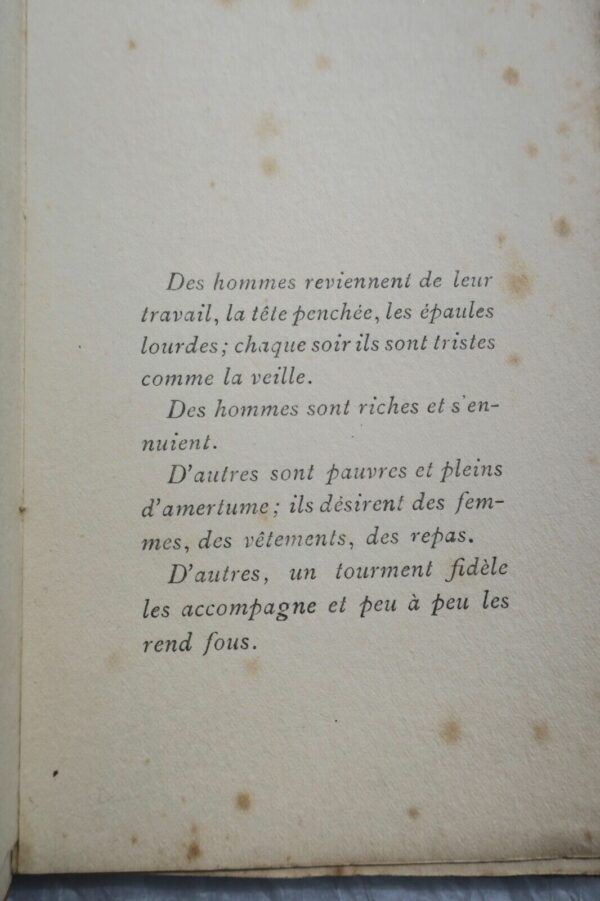 Des hommes reviennent de leur
travail, la tête penchée, les épaules
lourdes; chaque soir ils sont tristes
comme la veille.
Des hommes sont riches et s'en-
nuient.
D'autres sont pauvres et pleins
d'amertume; ils désirent des fem-
mes, des vêtements, des repas.
D'autres, un tourment fidèle
les accompagne et peu à peu les
rend fous.